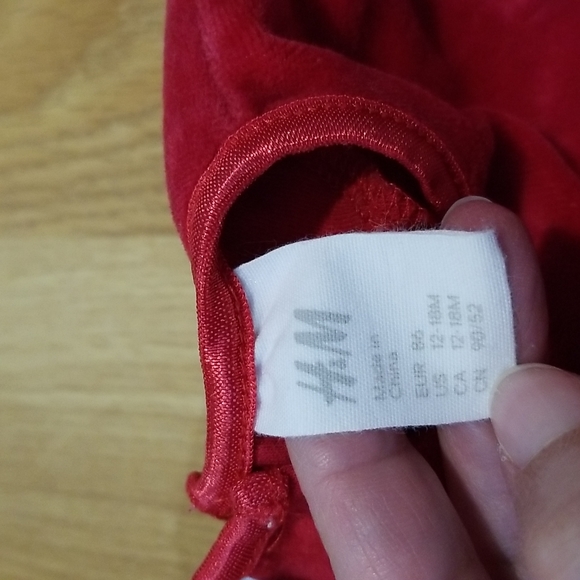 H&M
Made in
China
EUR 86
US 12-18M
CA 12-18M
CN 90/52